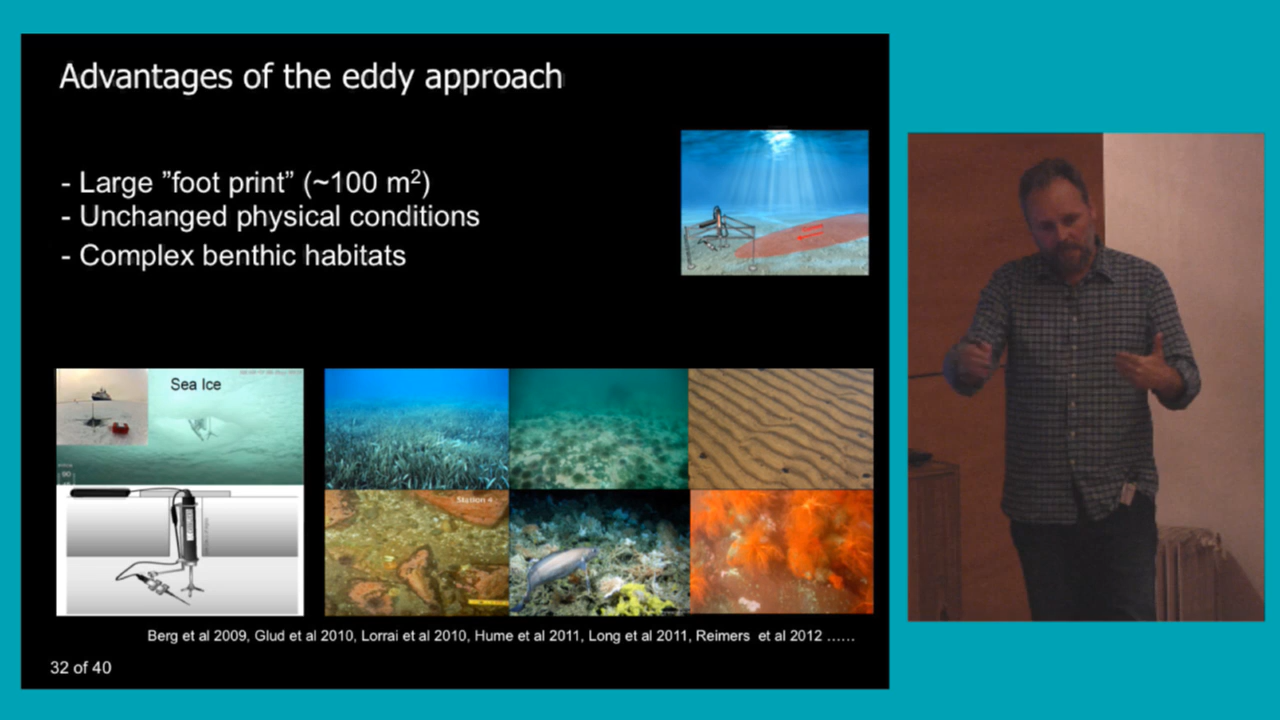 Advantages of the eddy approach
- Large ”foot print” (~100 m²)
- Unchanged physical conditions
- Complex benthic habitats
Sea Ice
90
Station 4
Berg et al 2009, Glud et al 2010, Lorrai et al 2010, Hume et al 2011, Long et al 2011, Reimers et al 2012 ......
32 of 40